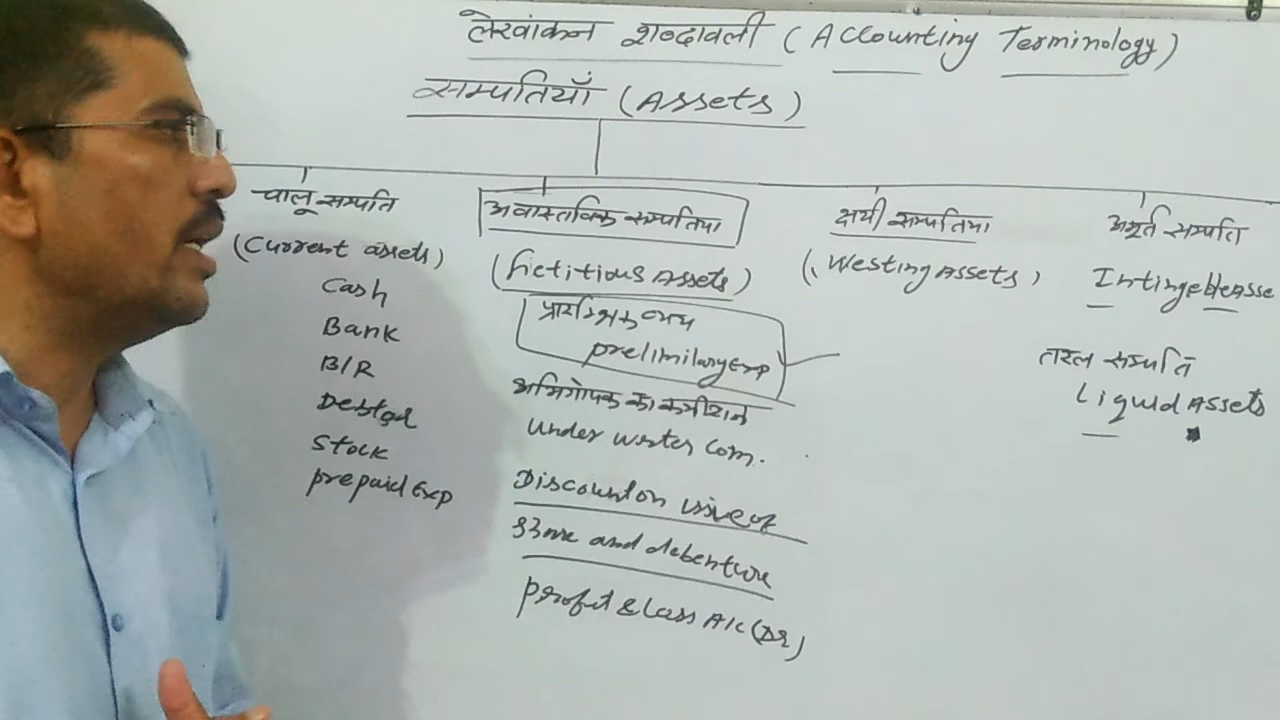 लेखांकन शब्दावली (Accounting Terminology)
सम्पतियाँ (Assets)
चालू सम्पति
(Current assets)
Cash
Bank
B/R
Debtor
Stock
prepaid Exp
अवास्तविक सम्पतिया
(fictitious Assets)
प्रारम्भिक व्यय
prelimilary Exp
अभिगोपक का कमीशन
Under writer Com.
Discount on issue of
Share and debenture
Profit & Loss A/c (Dr)
क्षयी सम्पतिया
(Westing Assets)
अमूर्त सम्पति
Intingeble Asse
तरल सम्पति
Liquid Assets